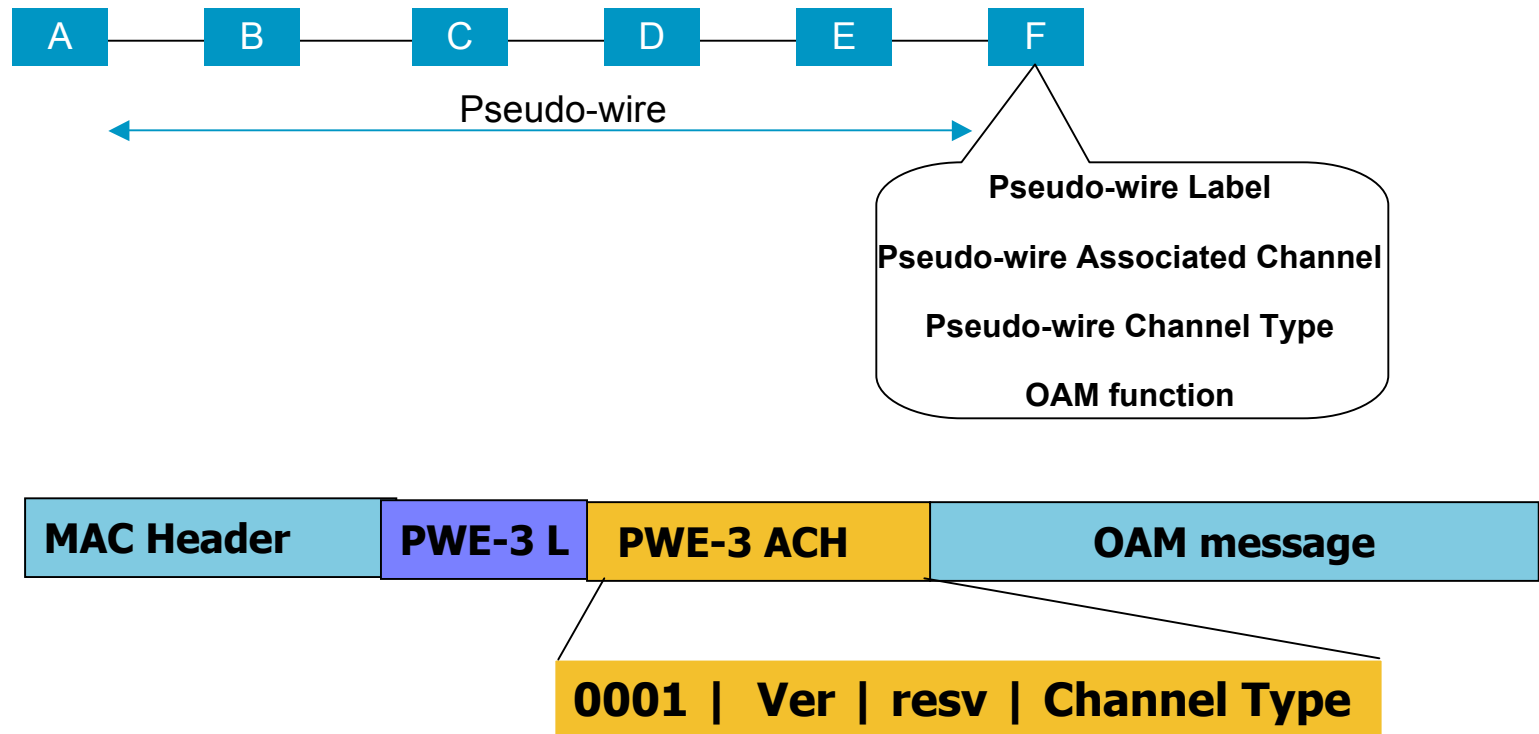 A B C D E F
Pseudo-wire
Pseudo-wire Label
Pseudo-wire Associated Channel
Pseudo-wire Channel Type
OAM function
MAC Header PWE-3 L PWE-3 ACH OAM message
0001 | Ver | resv | Channel Type